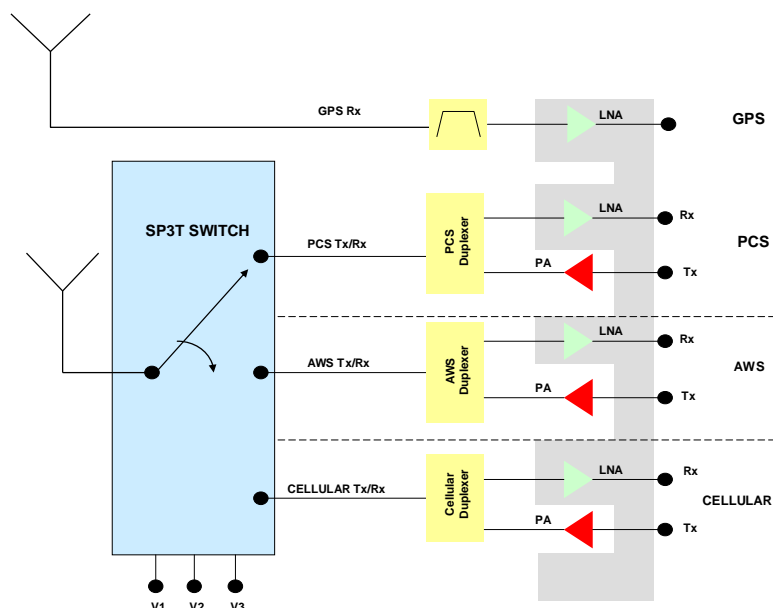 GPS Rx
LNA
GPS
SP3T SWITCH
PCS Tx/Rx
PCS
Duplexer
LNA
Rx
PCS
PA
Tx
AWS Tx/Rx
AWS
Duplexer
LNA
Rx
AWS
PA
Tx
CELLULAR Tx/Rx
Cellular
Duplexer
LNA
Rx
CELLULAR
PA
Tx
V1
V2
V3